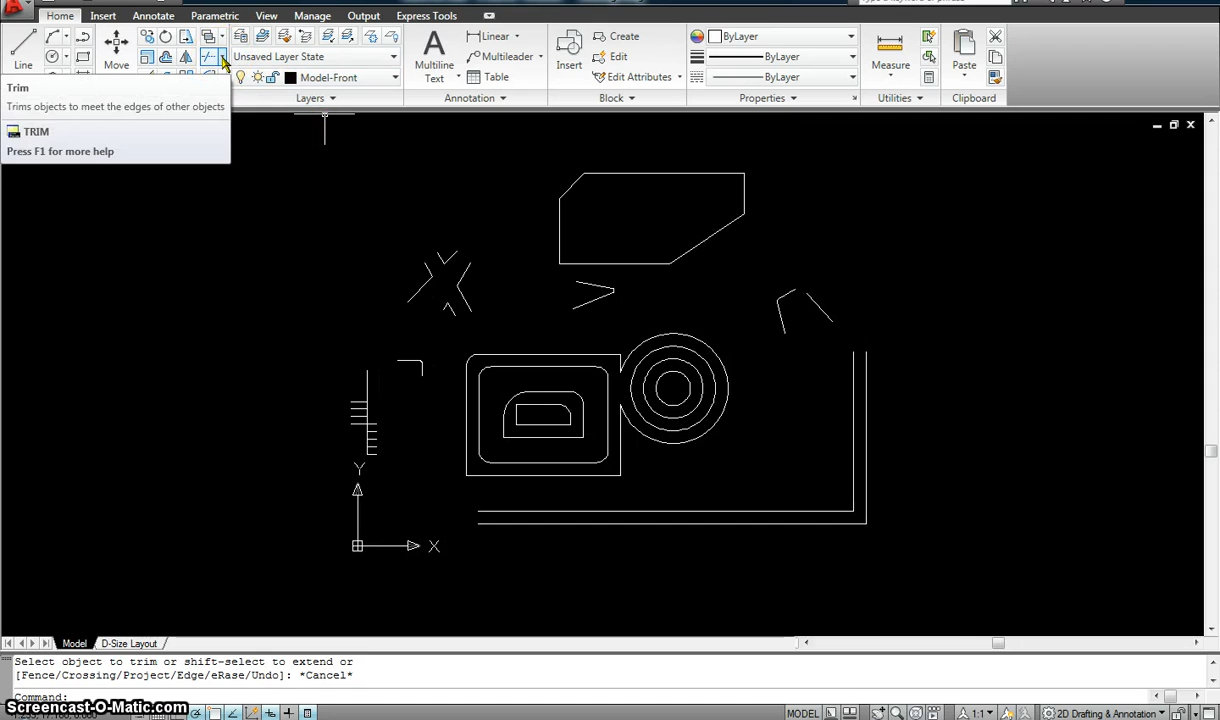 Home Insert Annotate Parametric View Manage Output Express Tools
Line
Move
Unsaved Layer State
Model-Front
Layers
Multiline
Text
Linear
Multileader
Table
Annotation
Insert
Create
Edit
Edit Attributes
Block
ByLayer
ByLayer
ByLayer
Properties
Measure
Utilities
Paste
Clipboard
Trim
Trims objects to meet the edges of other objects
TRIM
Press F1 for more help
Y
X
Model D-Size Layout
Select object to trim or shift-select to extend or
[Fence/Crossing/Project/Edge/eRase/Undo]: *Cancel*
Command:
Screencast-O-Matic.com
MODEL
1:1
2D Drafting & Annotation